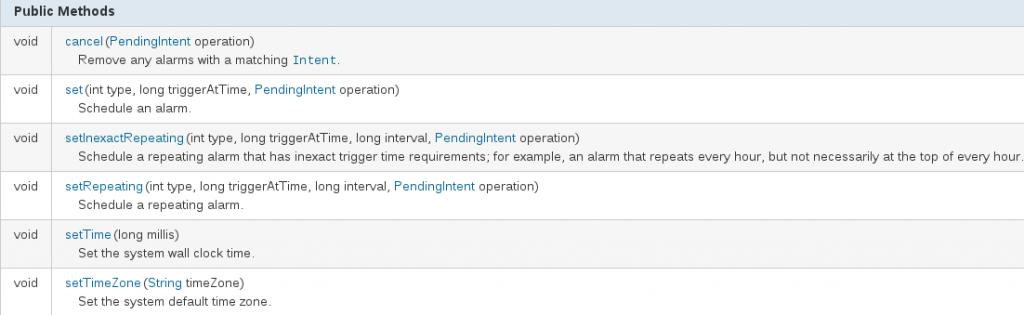 Public Methods
void cancel (PendingIntent operation)
Remove any alarms with a matching Intent.
void set (int type, long triggerAtTime, PendingIntent operation)
Schedule an alarm.
void setInexactRepeating (int type, long triggerAtTime, long interval, PendingIntent operation)
Schedule a repeating alarm that has inexact trigger time requirements; for example, an alarm that repeats every hour, but not necessarily at the top of every hour.
void setRepeating (int type, long triggerAtTime, long interval, PendingIntent operation)
Schedule a repeating alarm.
void setTime (long millis)
Set the system wall clock time.
void setTimeZone (String timeZone)
Set the system default time zone.